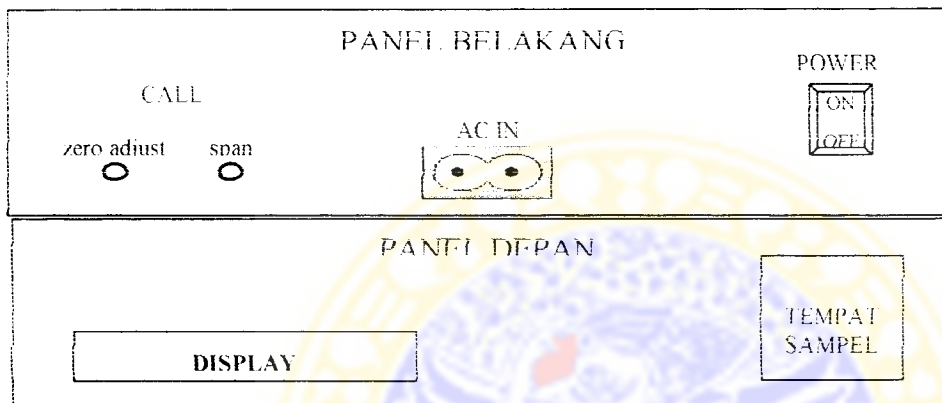 PANEL BELAKANG
POWER
CALL
ON
AC IN
OFF
zero adjust span
PANEL DEPAN
TEMPAT
SAMPEL
DISPLAY